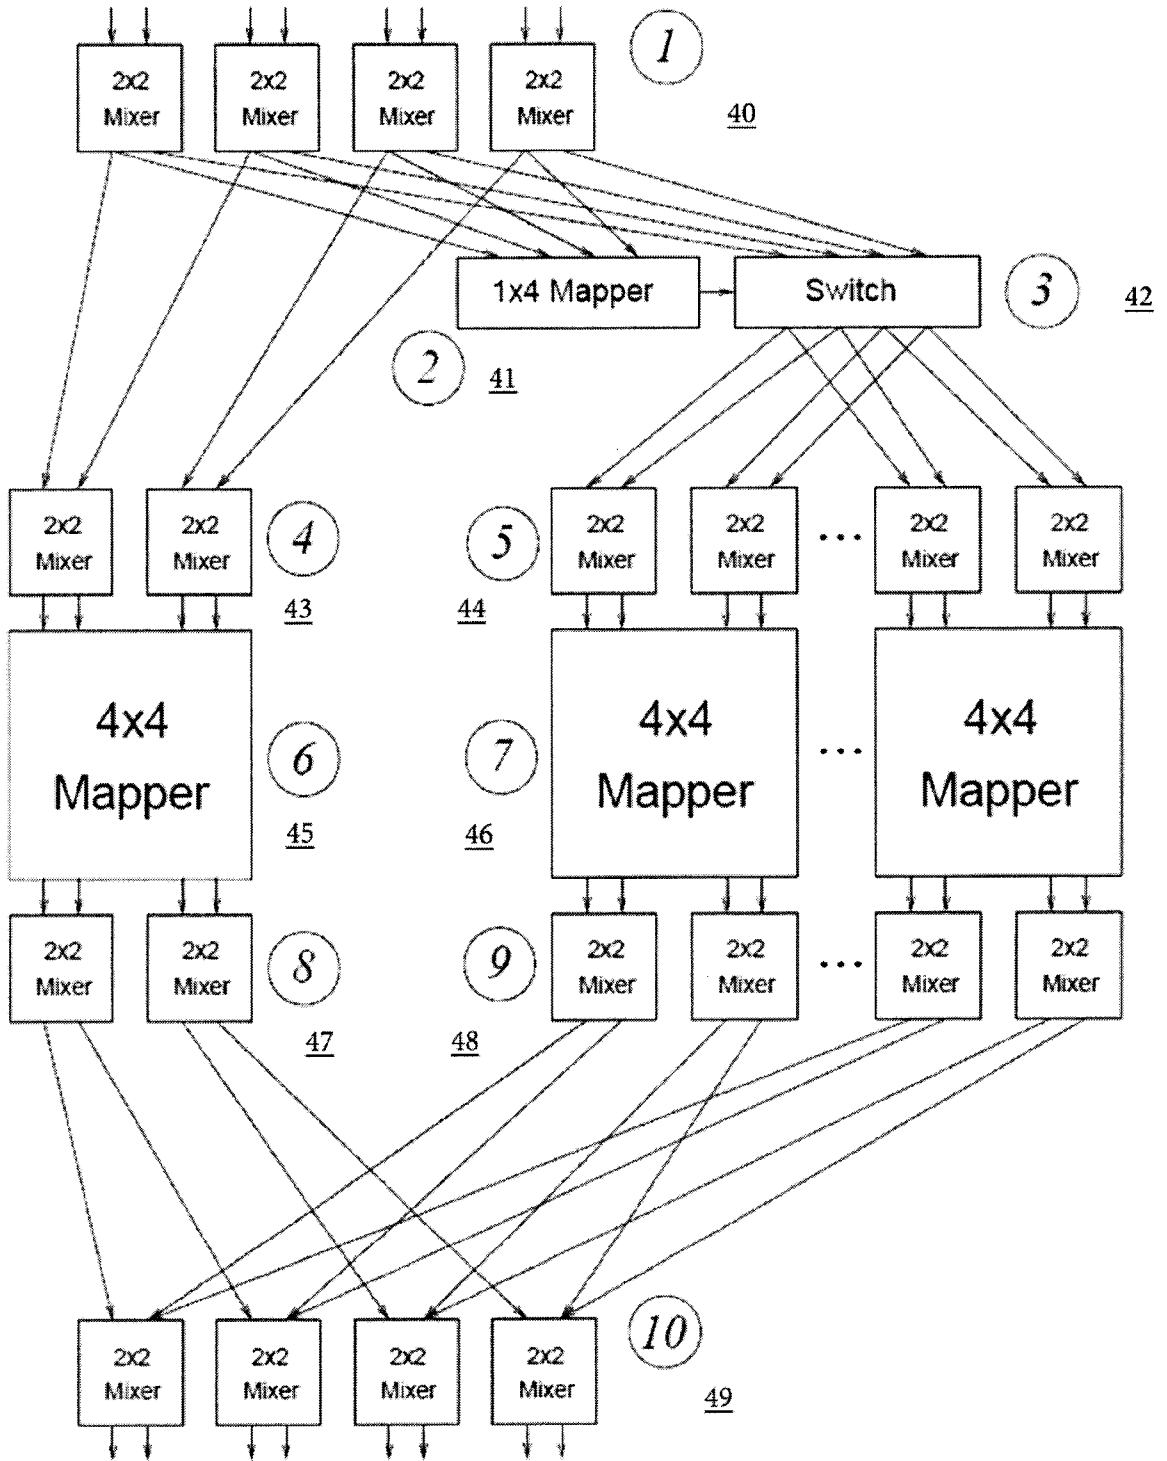 2x2 2x2 2x2 2x2 1
Mixer Mixer Mixer Mixer
40
1x4 Mapper Switch 3 42
2 41
2x2 2x2 4 5 2x2 2x2 ... 2x2 2x2
Mixer Mixer Mixer Mixer Mixer Mixer
43 44
4x4 4x4 4x4
6 7 ...
Mapper Mapper Mapper
45 46
2x2 2x2 8 9 2x2 2x2 ... 2x2 2x2
Mixer Mixer Mixer Mixer Mixer Mixer
47 48
2x2 2x2 2x2 2x2 10
Mixer Mixer Mixer Mixer
49